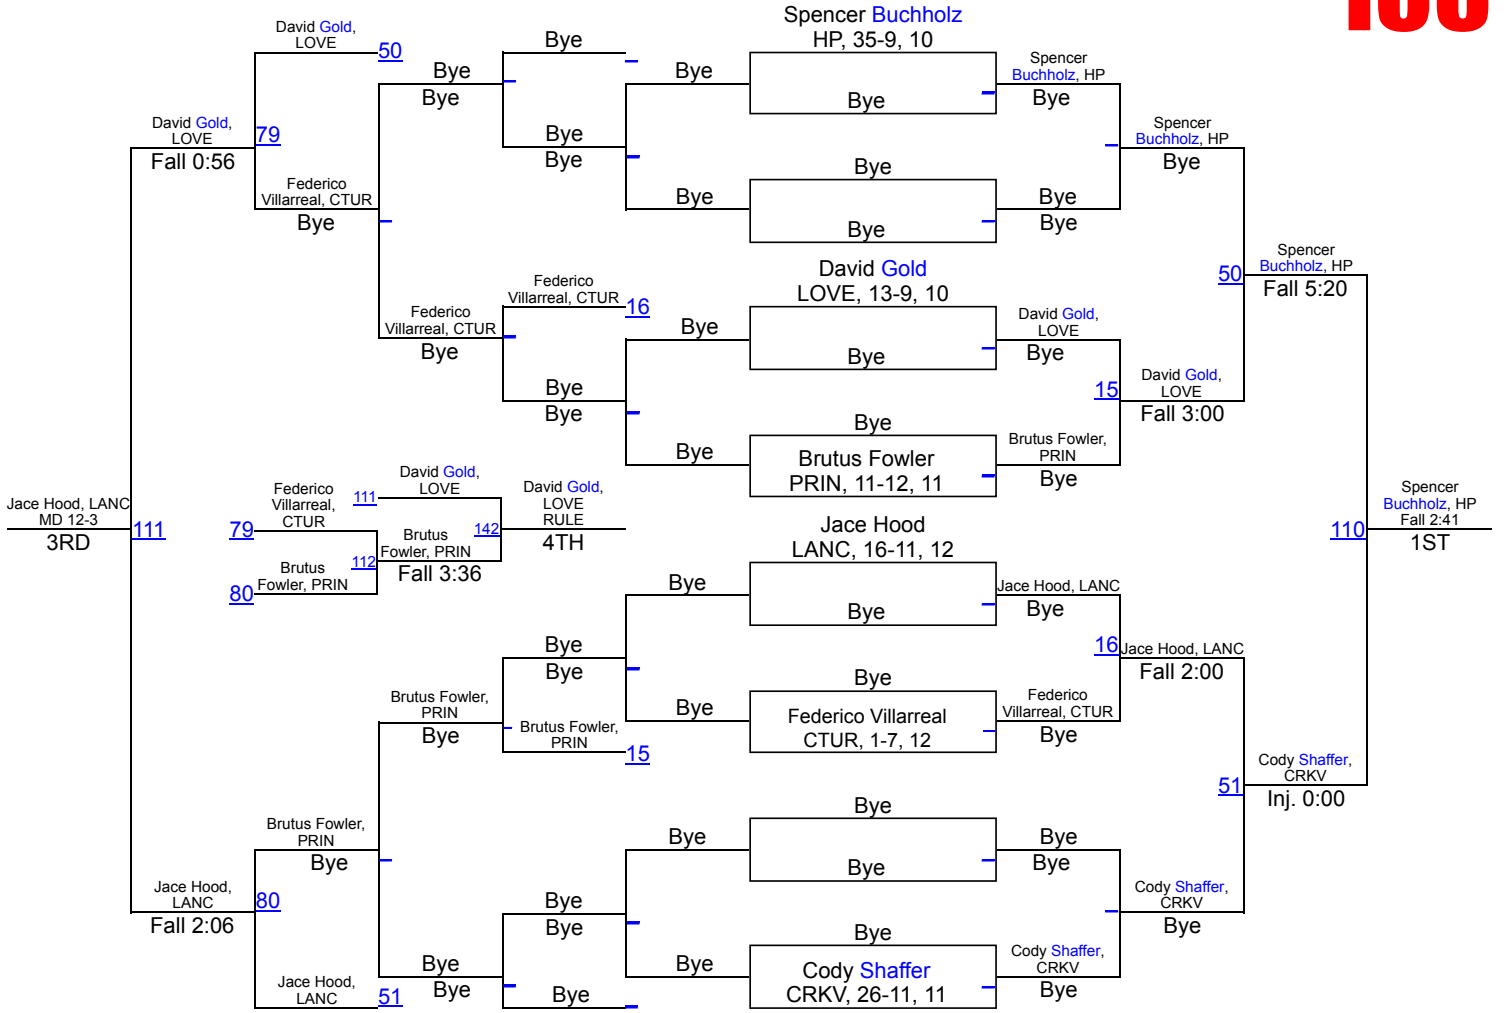 106
Spencer Buchholz
HP, 35-9, 10
David Gold,
LOVE
50
Bye
Bye
Bye
Bye
Bye
Spencer
Buchholz, HP
Bye
David Gold,
LOVE
Fall 0:56
79
Bye
Bye
Spencer
Buchholz, HP
Bye
Federico
Villarreal, CTUR
Bye
Bye
Bye
Bye
Bye
Bye
Federico
Villarreal, CTUR
16
David Gold
LOVE, 13-9, 10
50
Spencer
Buchholz, HP
Fall 5:20
Federico
Villarreal, CTUR
Bye
Bye
Bye
David Gold,
LOVE
Bye
Bye
Bye
15
David Gold,
LOVE
Fall 3:00
Bye
Bye
Brutus Fowler
PRIN, 11-12, 11
Brutus Fowler,
PRIN
Bye
Jace Hood, LANC
MD 12-3
3RD
111
Federico
Villarreal,
CTUR
79
111
David Gold,
LOVE
David Gold,
LOVE
RULE
4TH
142
Brutus
Fowler, PRIN
Fall 3:36
112
Brutus
Fowler, PRIN
80
Spencer
Buchholz, HP
Fall 2:41
1ST
110
Jace Hood
LANC, 16-11, 12
Bye
Bye
Jace Hood, LANC
Bye
Bye
Bye
16
Jace Hood, LANC
Fall 2:00
Brutus Fowler,
PRIN
Bye
Brutus Fowler,
PRIN
15
Bye
Bye
Federico Villarreal
CTUR, 1-7, 12
Federico
Villarreal, CTUR
Bye
51
Cody Shaffer,
CRKV
Inj. 0:00
Brutus Fowler,
PRIN
Bye
Bye
Bye
Bye
Bye
Bye
Jace Hood,
LANC
Fall 2:06
80
Bye
Bye
Cody Shaffer,
CRKV
Bye
Jace Hood,
LANC
51
Bye
Bye
Bye
Bye
Bye
Cody Shaffer
CRKV, 26-11, 11
Cody Shaffer,
CRKV
Bye